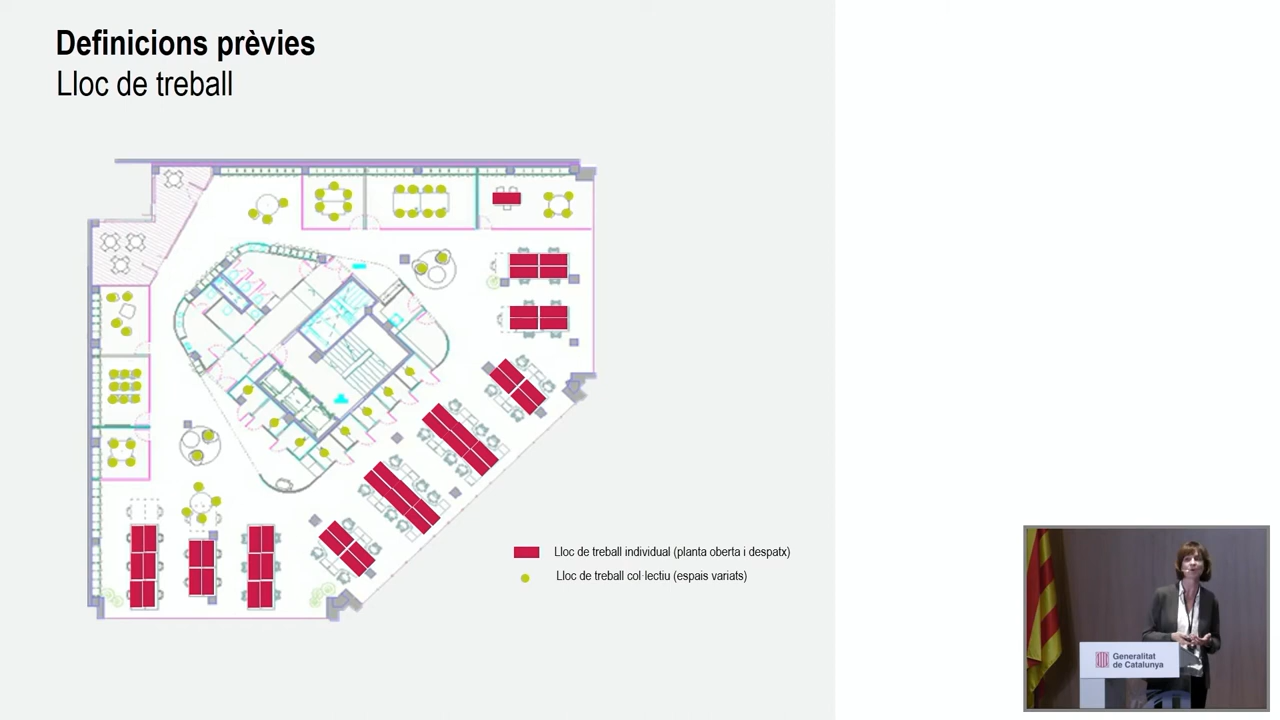 Definicions prèvies
Lloc de treball
Lloc de treball individual (planta oberta i despatx)
Lloc de treball col·lectiu (espais variats)
Generalitat
de Catalunya